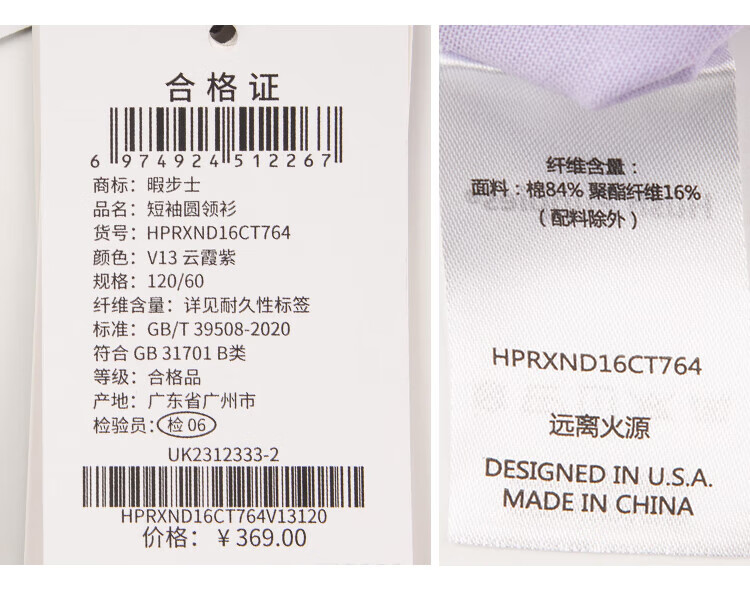 合格证
6 974924 512267
商标：暇步士
品名：短袖圆领衫
货号：HPRXND16CT764
颜色：V13 云霞紫
规格：120/60
纤维含量：详见耐久性标签
标准：GB/T 39508-2020
符合 GB 31701 B类
等级：合格品
产地：广东省广州市
检验员：检 06
UK2312333-2
HPRXND16CT764V13120
价格：￥369.00
纤维含量：
面料：棉84% 聚酯纤维16%
（配料除外）
HPRXND16CT764
远离火源
DESIGNED IN U.S.A.
MADE IN CHINA